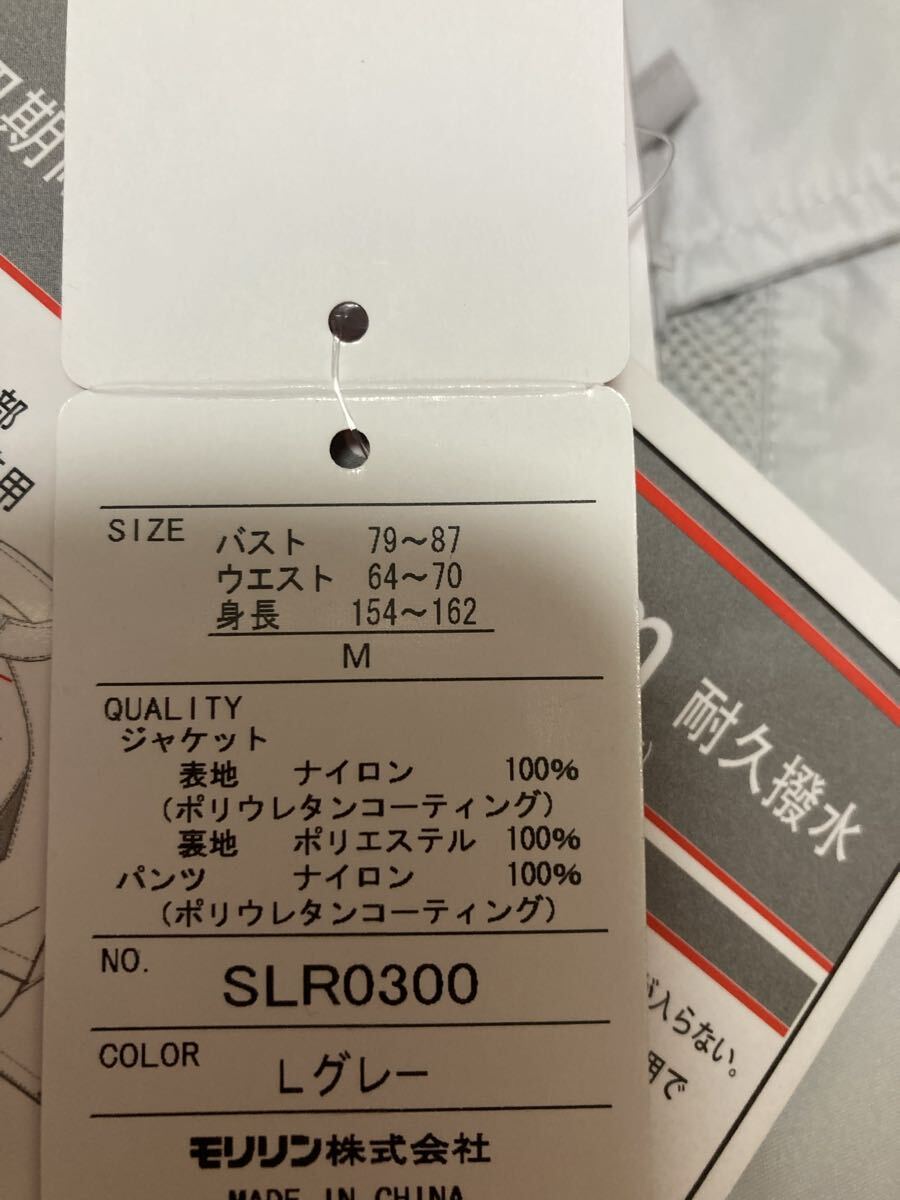 SIZE
バスト 79～87
ウエスト 64～70
身長 154～162
M
QUALITY
ジャケット
表地 ナイロン 100%
(ポリウレタンコーティング)
裏地 ポリエステル 100%
パンツ ナイロン 100%
(ポリウレタンコーティング)
NO.
SLR0300
COLOR
Lグレー
モリリン株式会社
MADE IN CHINA
期
部
用
耐久撥水
が入らない。
用で